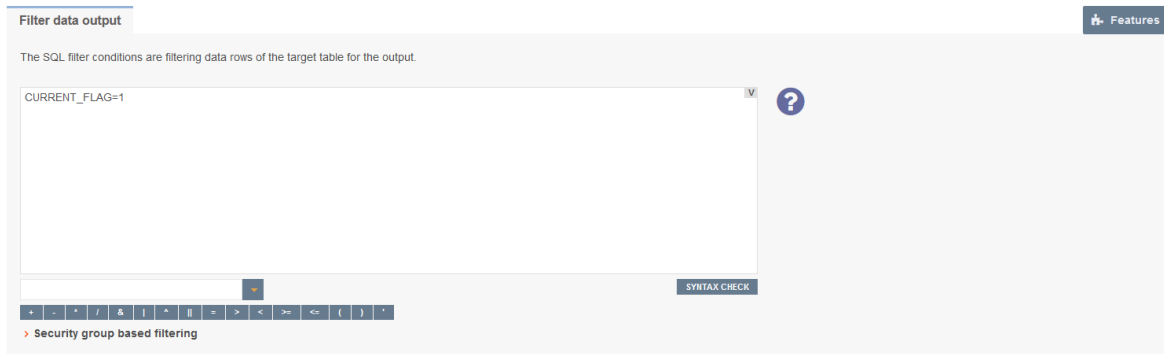 Filter data output
Features
The SQL filter conditions are filtering data rows of the target table for the output.
CURRENT_FLAG=1
V
?
SYNTAX CHECK
+ - * / & | ^ || = > < >= <= ( ) '
› Security group based filtering